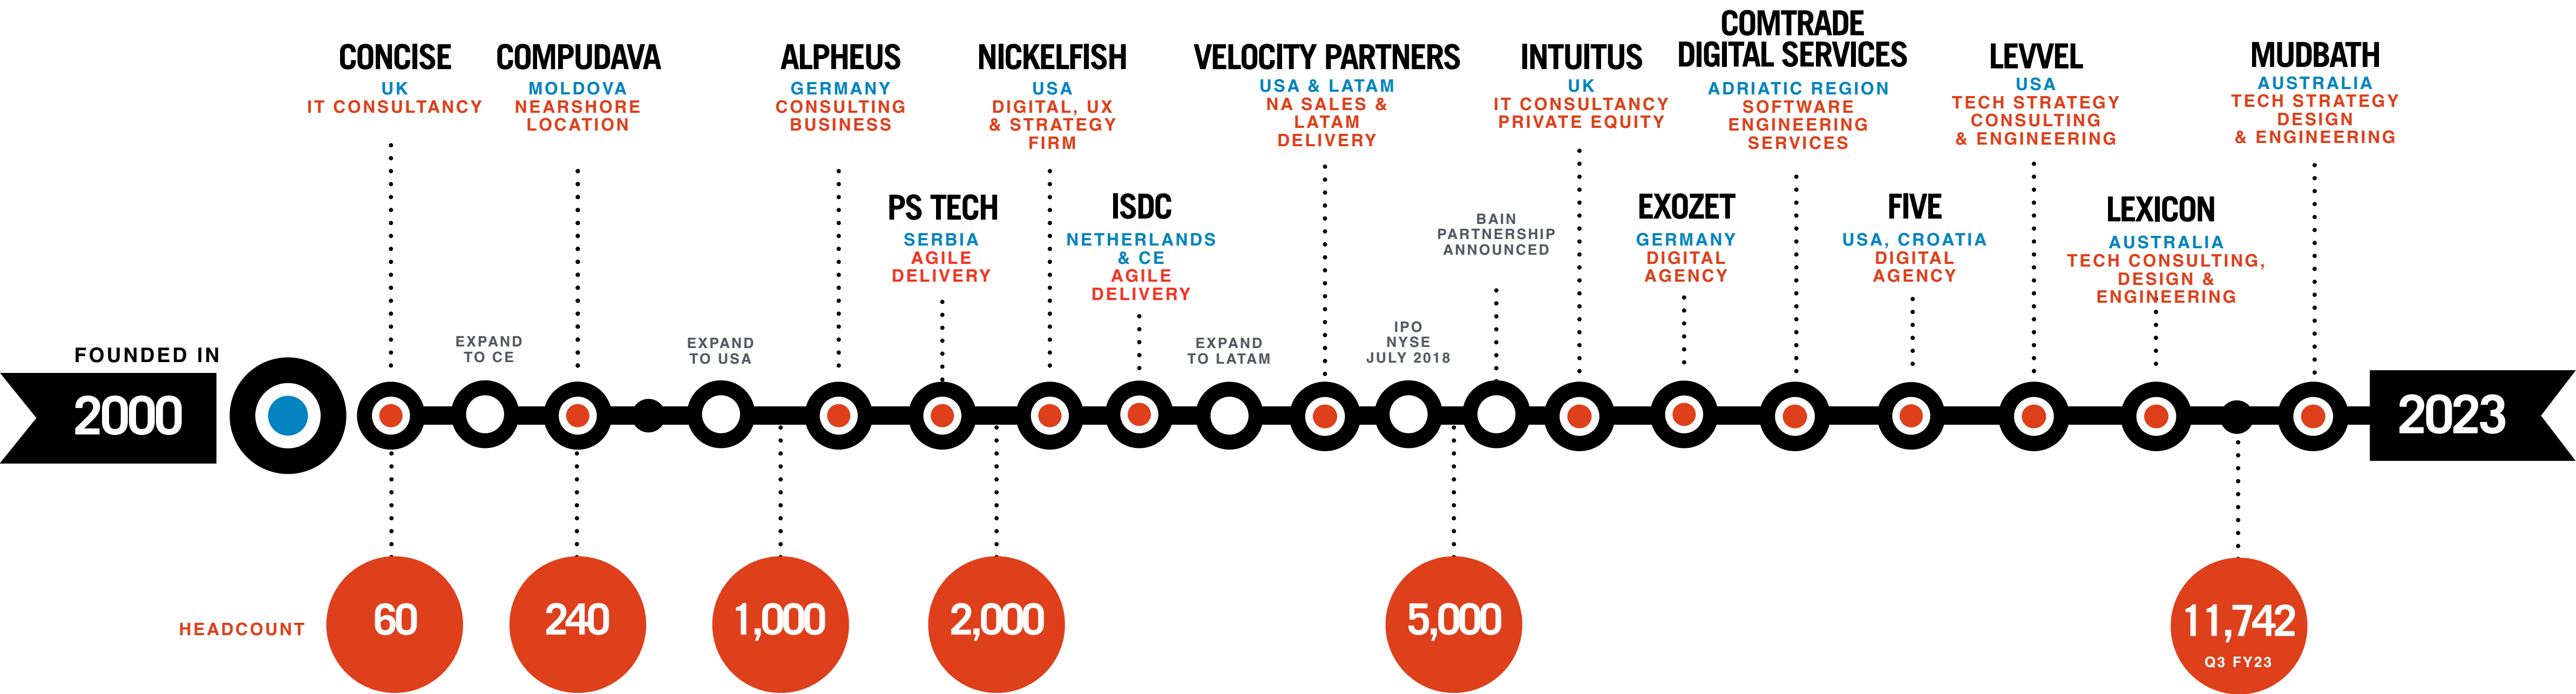 FOUNDED IN
2000
CONCISE
UK
IT CONSULTANCY
EXPAND
TO CE
COMPUDAVA
MOLDOVA
NEARSHORE
LOCATION
EXPAND
TO USA
ALPHEUS
GERMANY
CONSULTING
BUSINESS
PS TECH
SERBIA
AGILE
DELIVERY
NICKELFISH
USA
DIGITAL, UX
& STRATEGY
FIRM
ISDC
NETHERLANDS
& CE
AGILE
DELIVERY
EXPAND
TO LATAM
VELOCITY PARTNERS
USA & LATAM
NA SALES &
LATAM
DELIVERY
IPO
NYSE
JULY 2018
BAIN
PARTNERSHIP
ANNOUNCED
INTUITUS
UK
IT CONSULTANCY
PRIVATE EQUITY
EXOZET
GERMANY
DIGITAL
AGENCY
COMTRADE
DIGITAL SERVICES
ADRIATIC REGION
SOFTWARE
ENGINEERING
SERVICES
FIVE
USA, CROATIA
DIGITAL
AGENCY
LEVVEL
USA
TECH STRATEGY
CONSULTING
& ENGINEERING
LEXICON
AUSTRALIA
TECH CONSULTING,
DESIGN &
ENGINEERING
MUDBATH
AUSTRALIA
TECH STRATEGY
DESIGN
& ENGINEERING
2023
HEADCOUNT
60
240
1,000
2,000
5,000
11,742
Q3 FY23